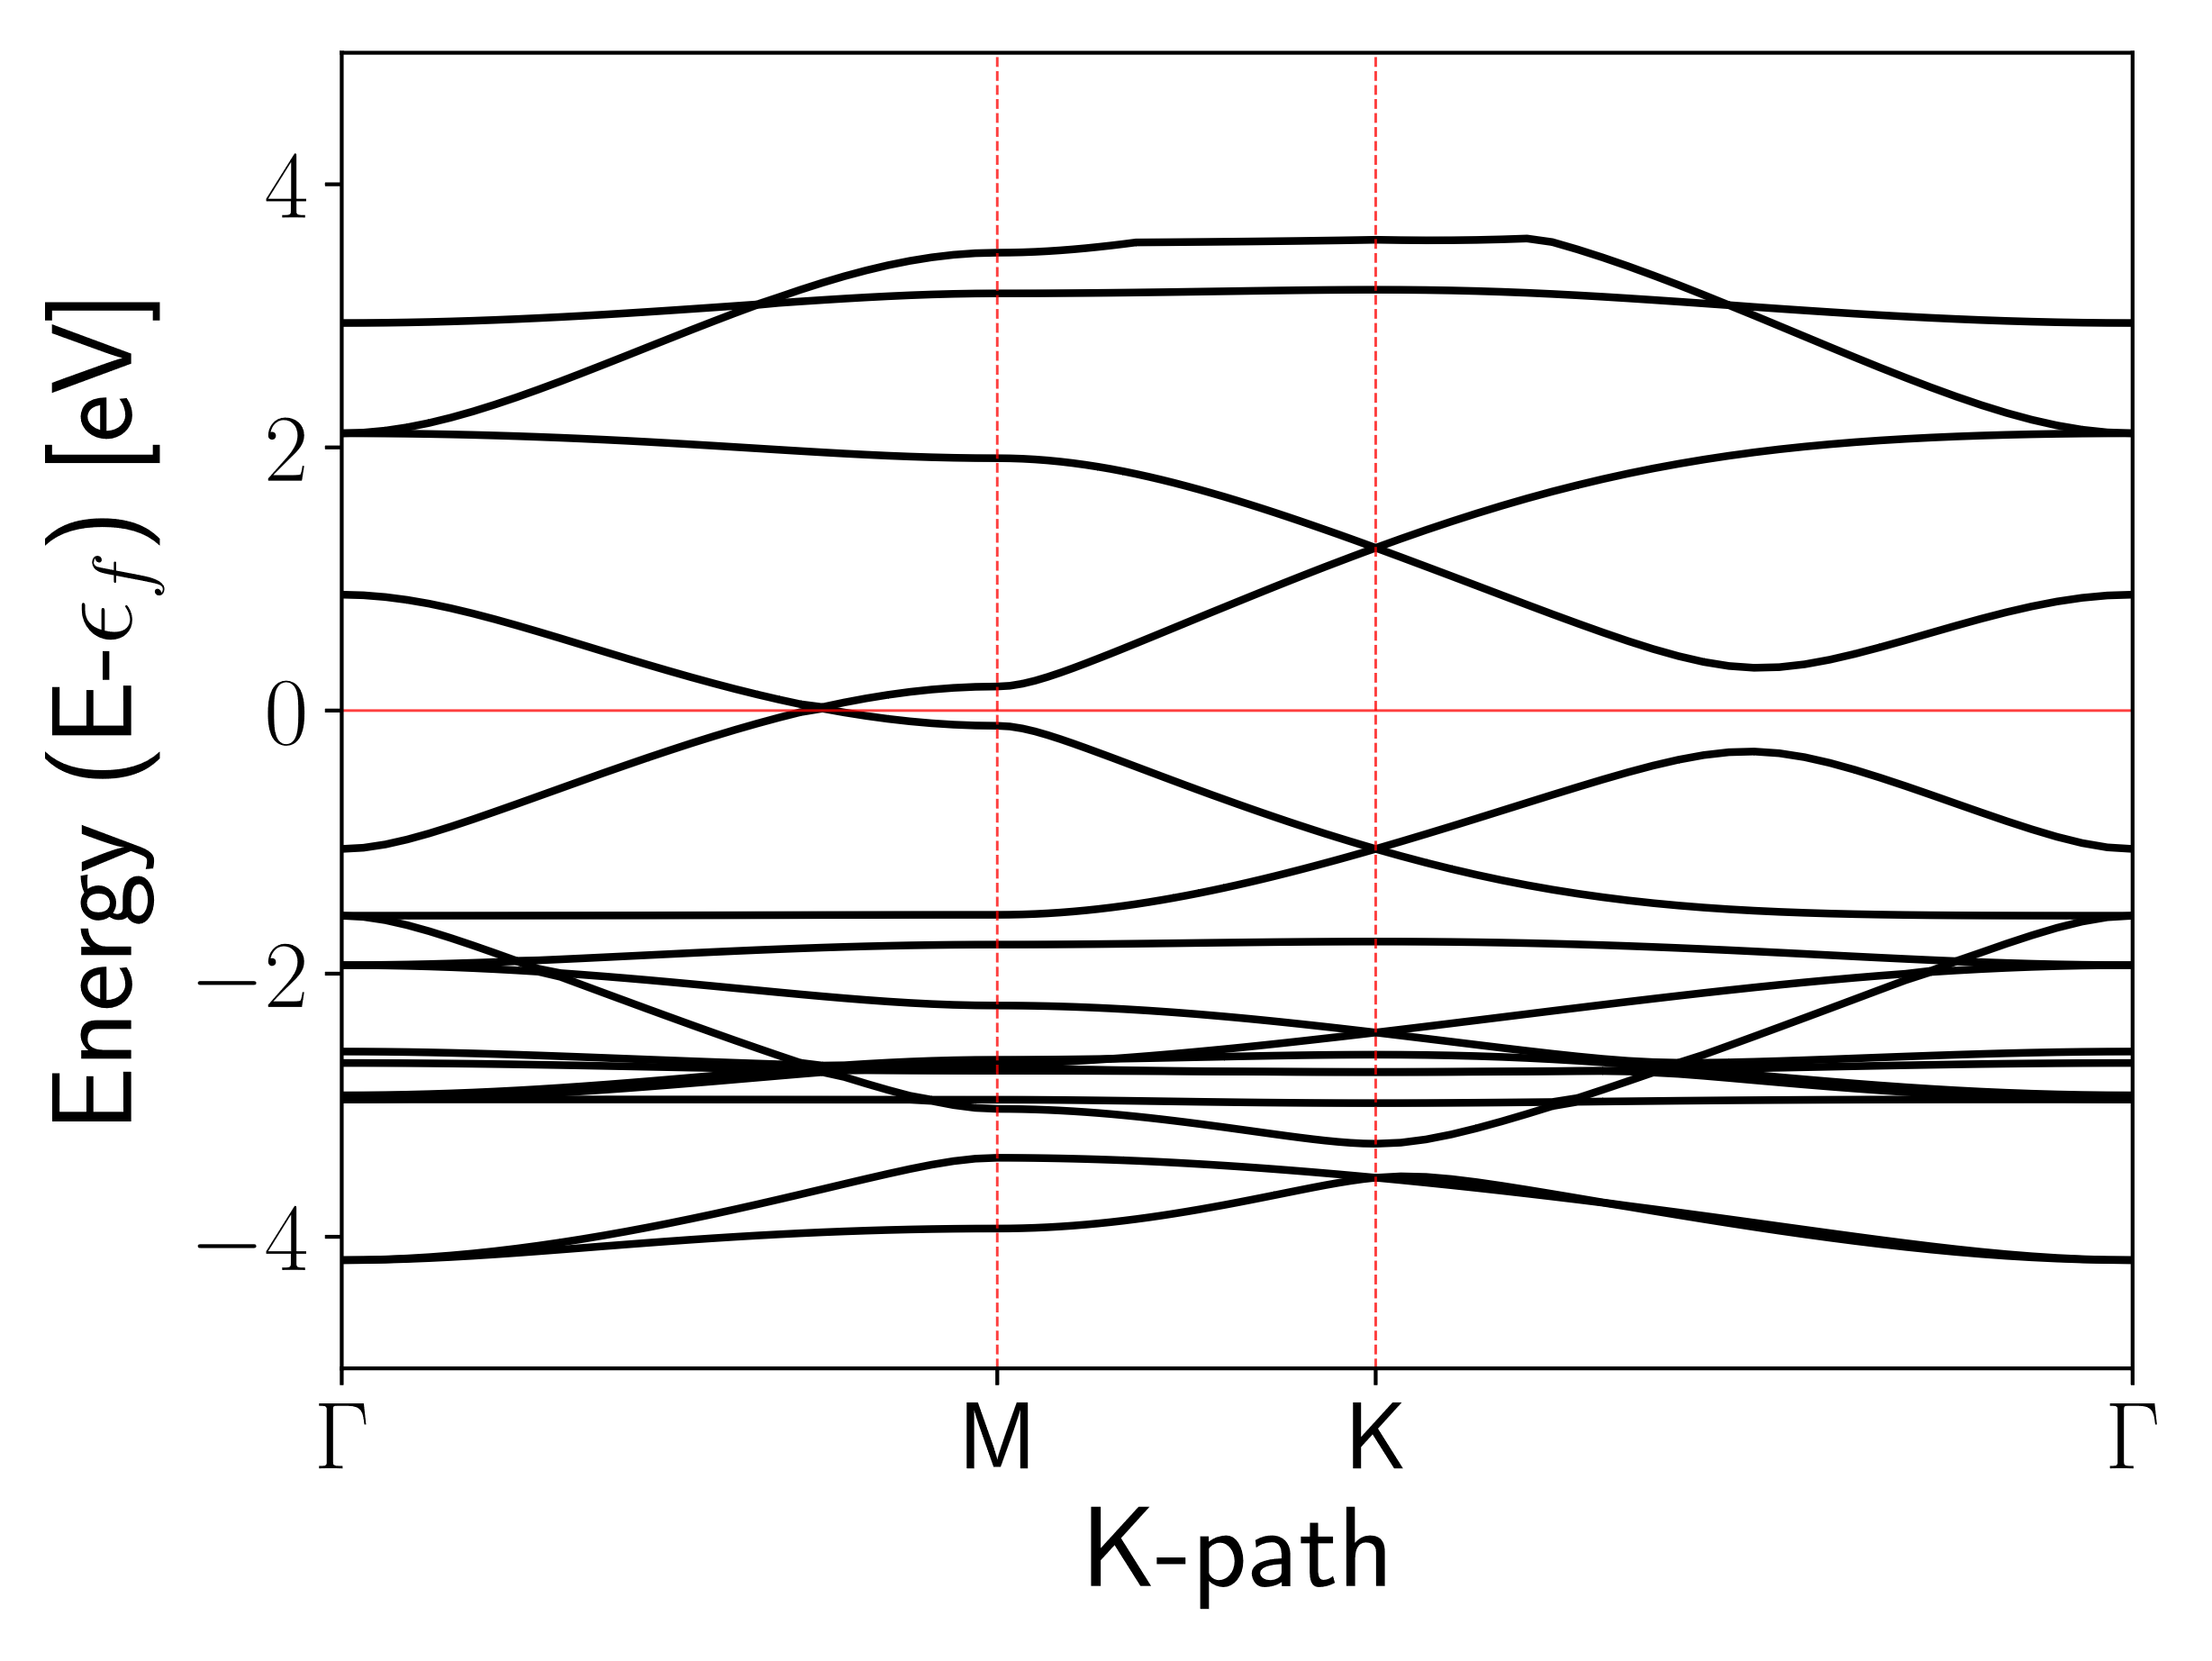 Energy (E-ϵ_f) [eV]
4
2
0
−2
−4
Γ M K Γ
K-path